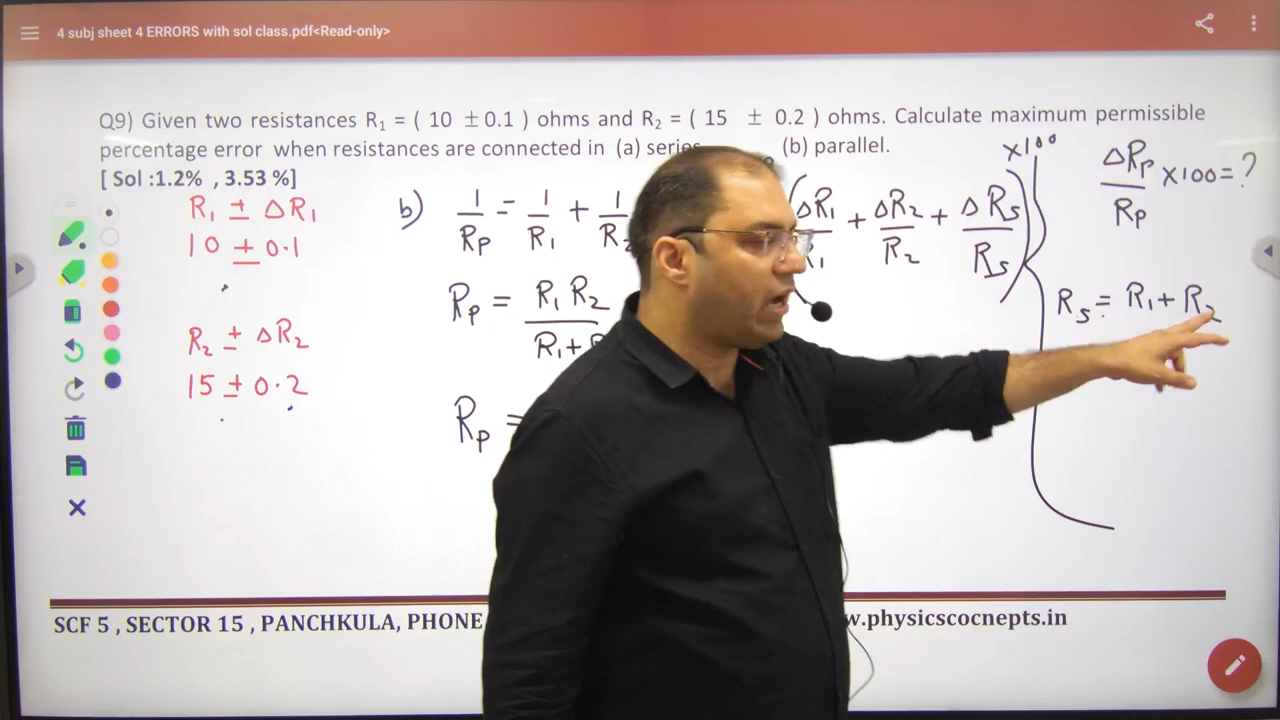 4 subj sheet 4 ERRORS with sol class.pdf<Read-only>
Q9) Given two resistances R₁ = ( 10 ± 0.1 ) ohms and R₂ = ( 15 ± 0.2 ) ohms. Calculate maximum permissible
percentage error when resistances are connected in (a) (b) parallel.
[ Sol :1.2% , 3.53 %]
R₁ ± ΔR₁
10 ± 0.1
R₂ ± ΔR₂
15 ± 0.2
b) 1/Rₚ = 1/R₁ + 1/R₂
Rₚ = R₁ R₂ / R₁+
Rₚ =
(ΔR₁/R₁ + ΔR₂/R₂ + ΔRₛ/Rₛ) ×100
ΔRₚ/Rₚ ×100 = ?
Rₛ = R₁ + R₂
SCF 5 , SECTOR 15 , PANCHKULA, PHONE w.physicscocnepts.in